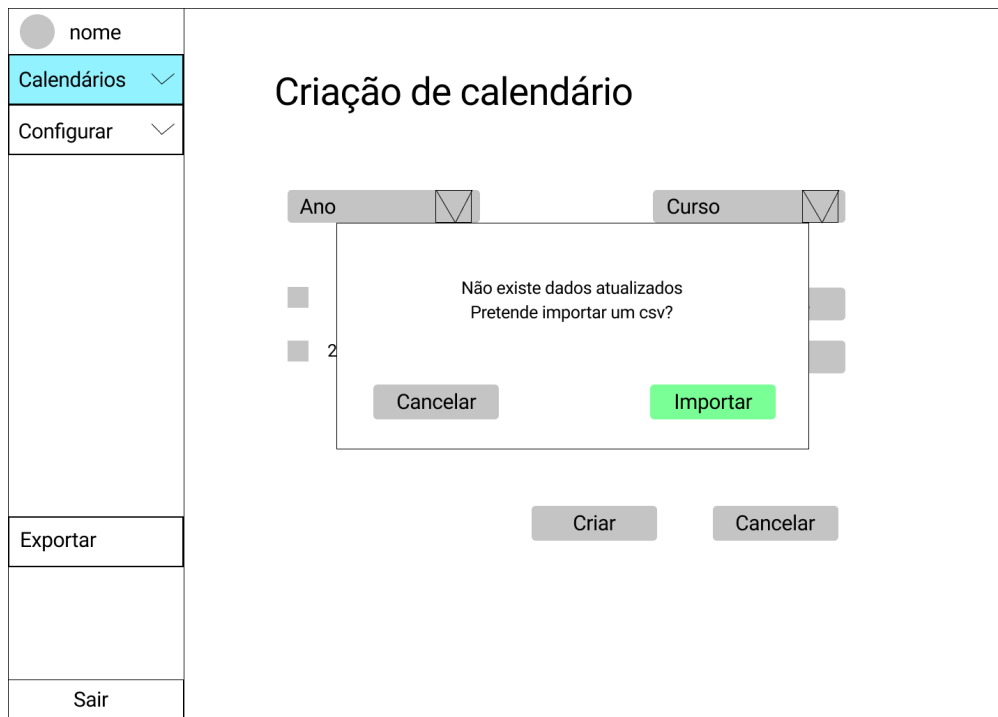 nome
Calendários
Configurar
Exportar
Sair
Criação de calendário
Ano
Curso
2
Não existe dados atualizados
Pretende importar um csv?
Cancelar
Importar
Criar
Cancelar